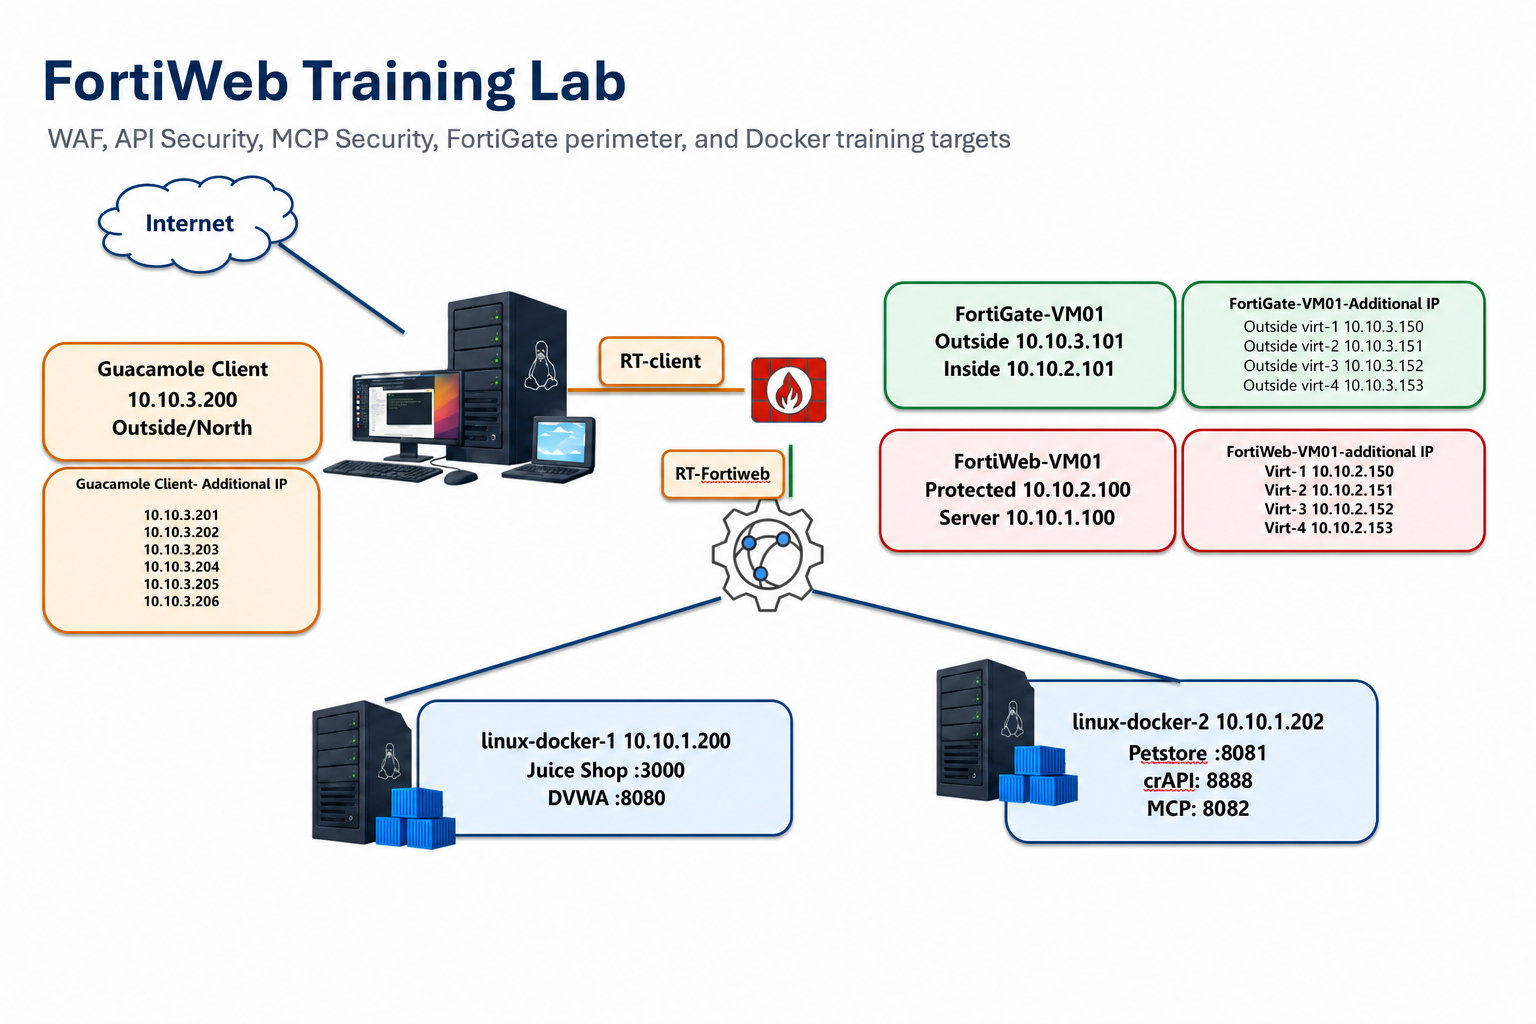 FortiWeb Training Lab
WAF, API Security, MCP Security, FortiGate perimeter, and Docker training targets
Internet
Guacamole Client
10.10.3.200
Outside/North
Guacamole Client- Additional IP
10.10.3.201
10.10.3.202
10.10.3.203
10.10.3.204
10.10.3.205
10.10.3.206
RT-client
RT-Fortiweb
FortiGate-VM01
Outside 10.10.3.101
Inside 10.10.2.101
FortiGate-VM01-Additional IP
Outside virt-1 10.10.3.150
Outside virt-2 10.10.3.151
Outside virt-3 10.10.3.152
Outside virt-4 10.10.3.153
FortiWeb-VM01
Protected 10.10.2.100
Server 10.10.1.100
FortiWeb-VM01-additional IP
Virt-1 10.10.2.150
Virt-2 10.10.2.151
Virt-3 10.10.2.152
Virt-4 10.10.2.153
linux-docker-1 10.10.1.200
Juice Shop :3000
DVWA :8080
linux-docker-2 10.10.1.202
Petstore :8081
crAPI: 8888
MCP: 8082